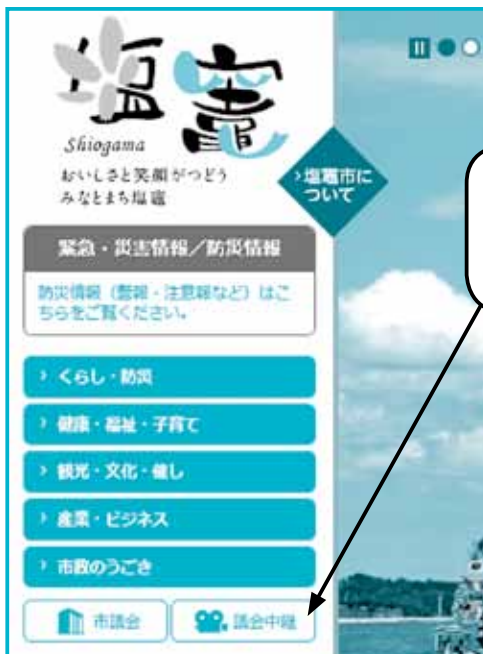 塩竈
Shiogama
おいしさと笑顔がつどう
みなとまち塩竈
›塩竈市に
ついて
緊急・災害情報／防災情報
防災情報（警報・注意報など）はこ
ちらをご覧ください。
› くらし・防災
› 健康・福祉・子育て
› 観光・文化・催し
› 産業・ビジネス
› 市政のうごき
市議会
議会中継